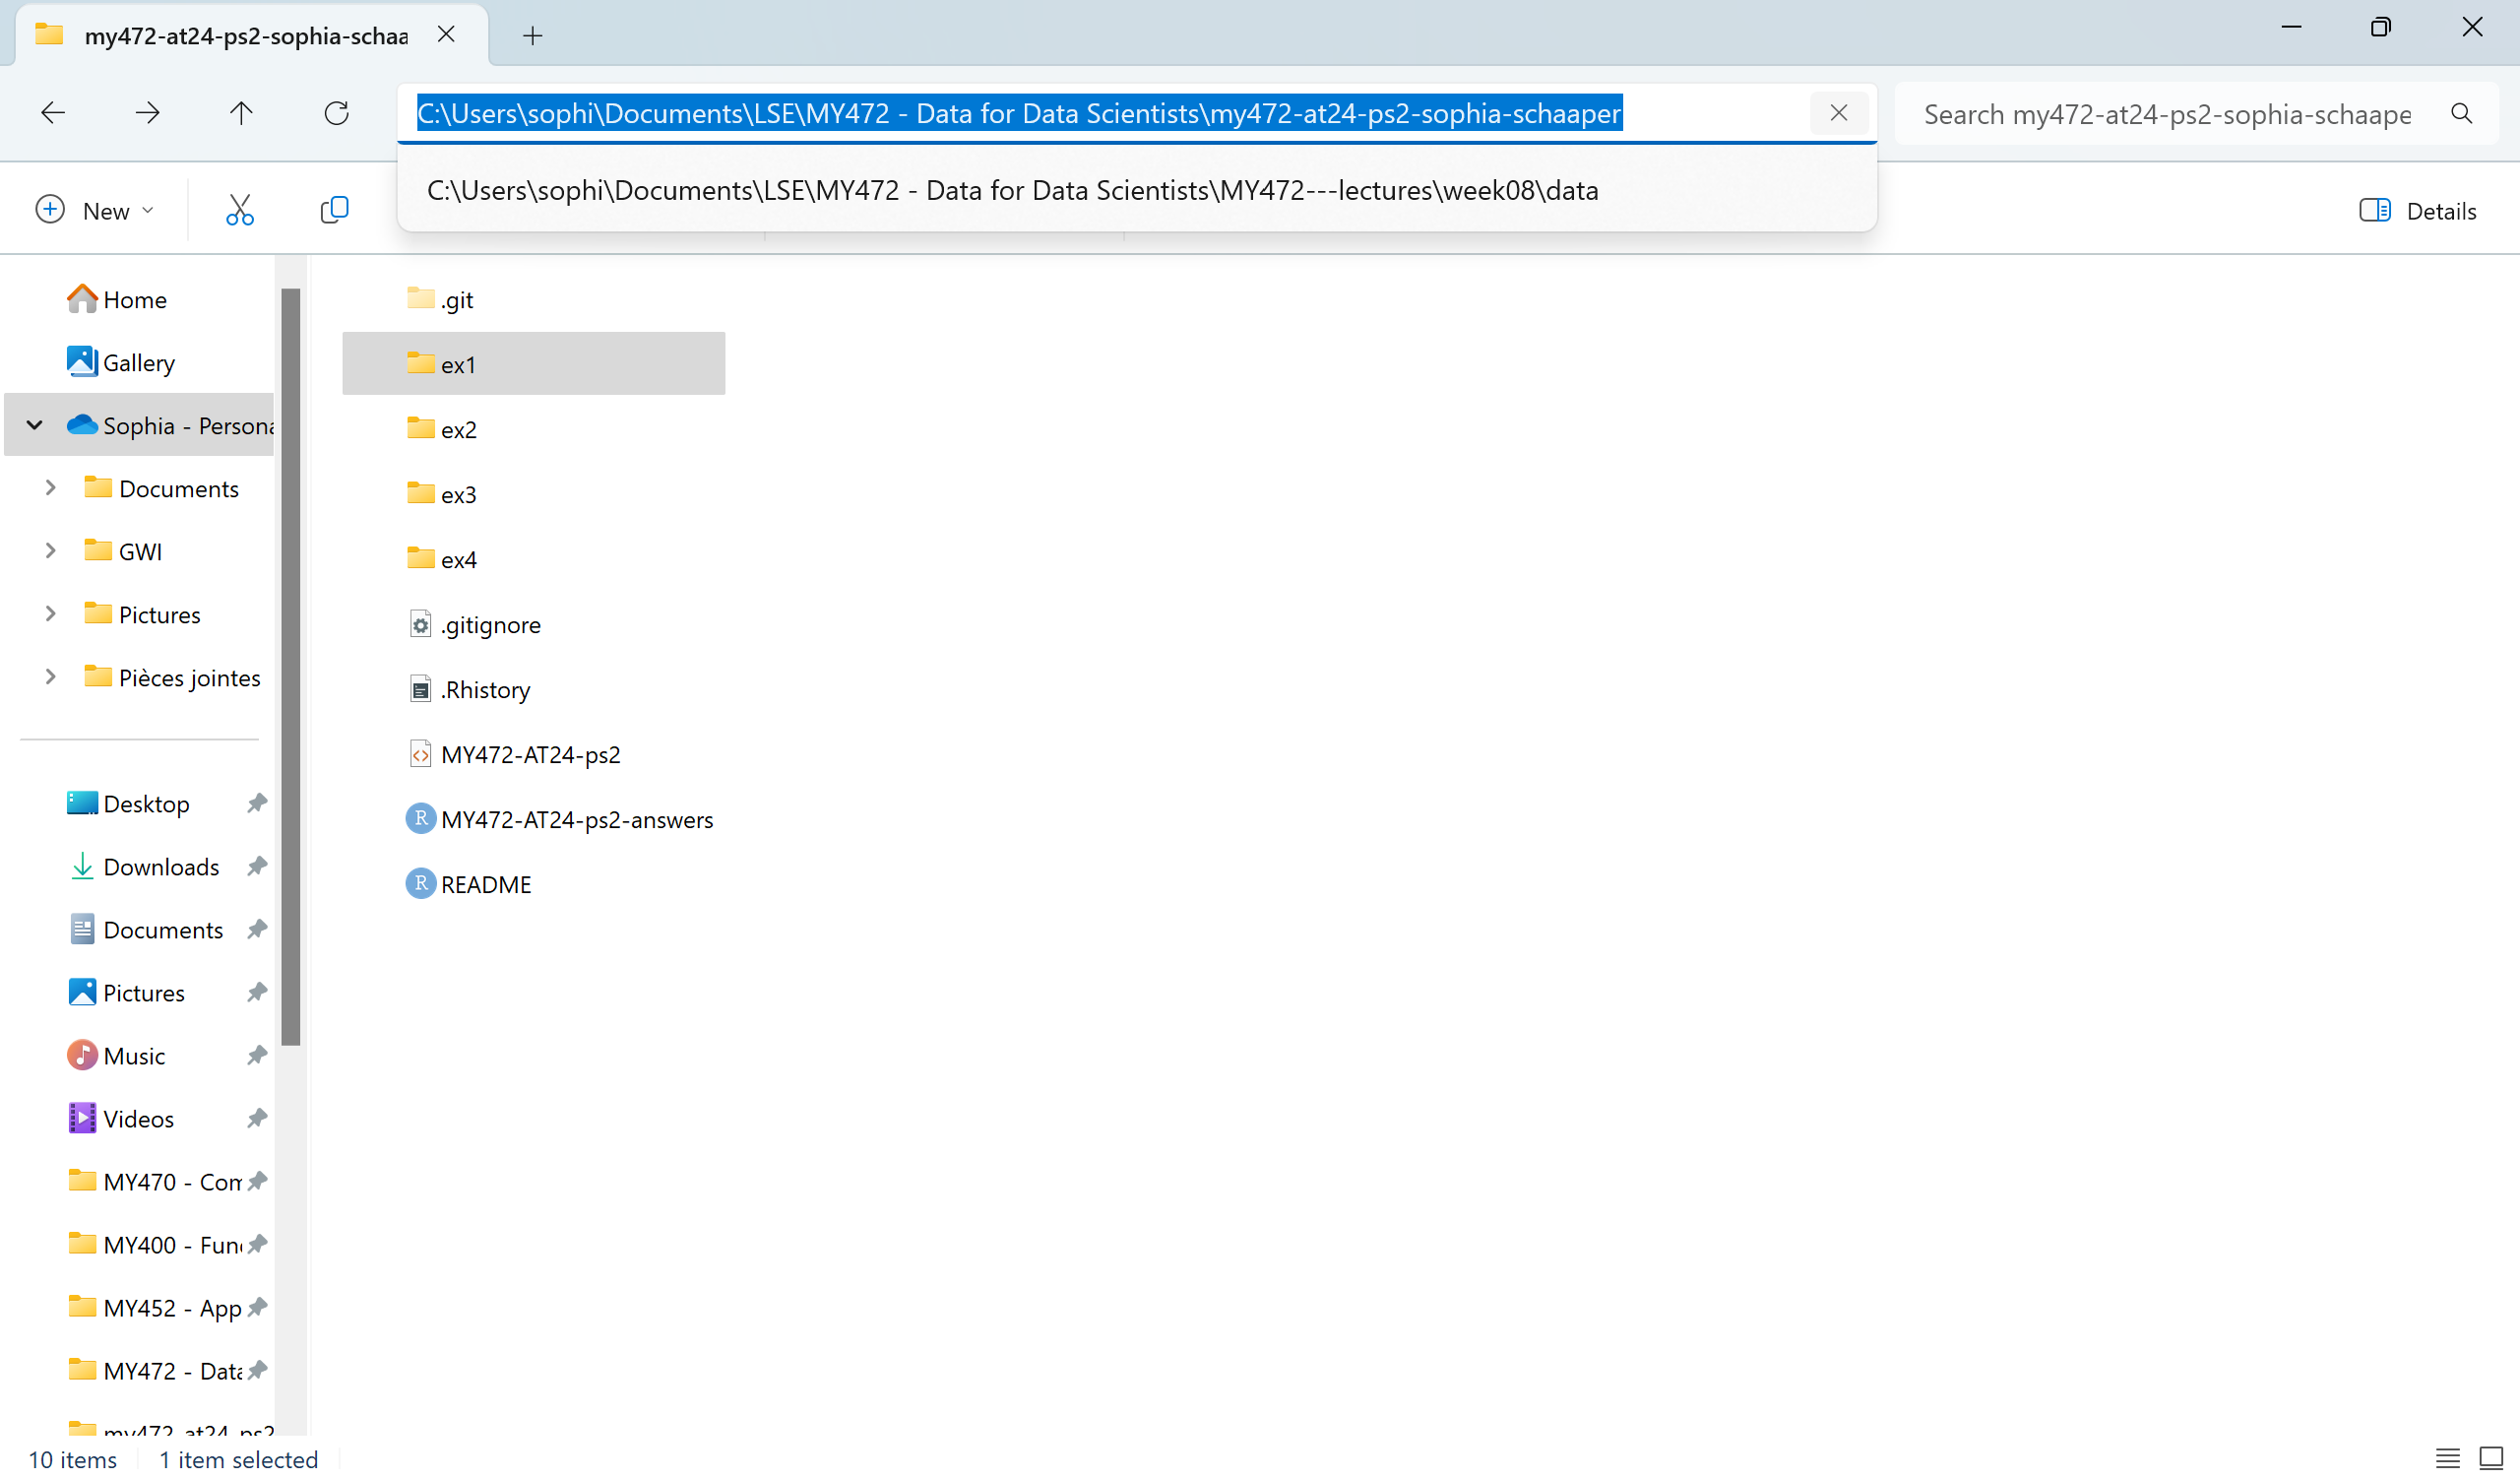 my472-at24-ps2-sophia-schaa
C:\Users\sophi\Documents\LSE\MY472 - Data for Data Scientists\my472-at24-ps2-sophia-schaaper
Search my472-at24-ps2-sophia-schaape
C:\Users\sophi\Documents\LSE\MY472 - Data for Data Scientists\MY472---lectures\week08\data
New
Details
Home
Gallery
Sophia - Persona
Documents
GWI
Pictures
Pièces jointes
Desktop
Downloads
Documents
Pictures
Music
Videos
MY470 - Com
MY400 - Fun
MY452 - App
MY472 - Data
my472-at24-ps2
.git
ex1
ex2
ex3
ex4
.gitignore
.Rhistory
MY472-AT24-ps2
R MY472-AT24-ps2-answers
R README
10 items
1 item selected